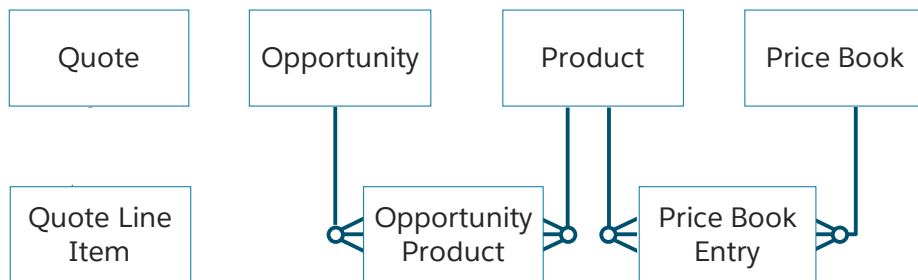 Quote
Opportunity
Product
Price Book
Quote Line
Item
Opportunity
Product
Price Book
Entry